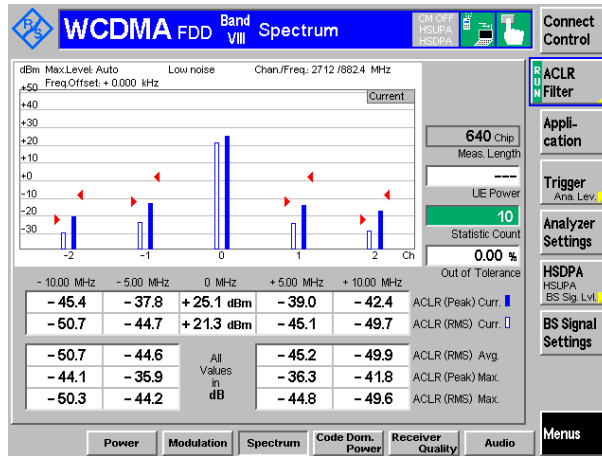 R/S
WCDMA FDD Band VIII Spectrum
CM OFF
HSUPA
HSDPA
Connect Control
dBm Max.Level: Auto Low noise Chan./Freq.: 2712 /882.4 MHz
Freq.Offset: + 0.000 kHz
Current
+50
+40
+30
+20
+10
+0
-10
-20
-30
-2 -1 0 1 2 Ch
640 Chip
Meas. Length
---
UE Power
10
Statistic Count
0.00 %
Out of Tolerance
- 10.00 MHz - 5.00 MHz 0 MHz + 5.00 MHz + 10.00 MHz
- 45.4 - 37.8 + 25.1 dBm - 39.0 - 42.4 ACLR (Peak) Curr.
- 50.7 - 44.7 + 21.3 dBm - 45.1 - 49.7 ACLR (RMS) Curr.
- 50.7 - 44.6 - 45.2 - 49.9 ACLR (RMS) Avg.
- 44.1 - 35.9 - 36.3 - 41.8 ACLR (Peak) Max.
- 50.3 - 44.2 - 44.8 - 49.6 ACLR (RMS) Max.
All
Values
in
dB
RUN
ACLR
Filter
Appli-
cation
Trigger
Ana. Lev.
Analyzer
Settings
HSDPA
HSUPA
BS Sig. Lvl.
BS Signal
Settings
Menus
Power Modulation Spectrum Code Dom. Power Receiver Quality Audio